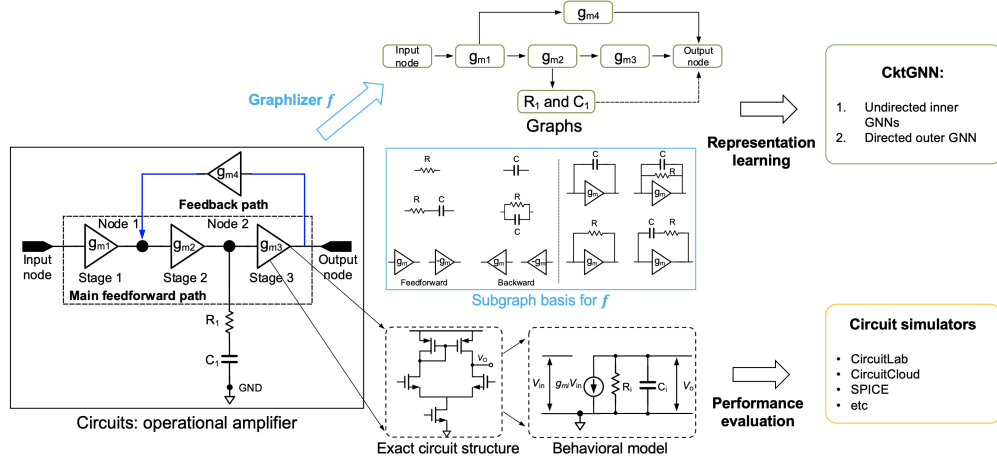 Graphlizer f
Input
node
gm1
gm2
gm3
gm4
Output
node
R1 and C1
Graphs
Representation
learning
CktGNN:
1. Undirected inner
GNNs
2. Directed outer GNN
gm4
Feedback path
Node 1
Node 2
gm1
gm2
gm3
Input
node
Output
node
Stage 1
Stage 2
Stage 3
Main feedforward path
R1
C1
GND
Circuits: operational amplifier
R
C
R
C
R
C
gm
-gm
Feedforward
gm
-gm
Backward
C
gm
C
R
gm
R
gm
C
R
gm
Subgraph basis for f
VO
Exact circuit structure
Vin
gmiVin
Ri
Ci
Vo
Behavioral model
Performance
evaluation
Circuit simulators
• CircuitLab
• CircuitCloud
• SPICE
• etc